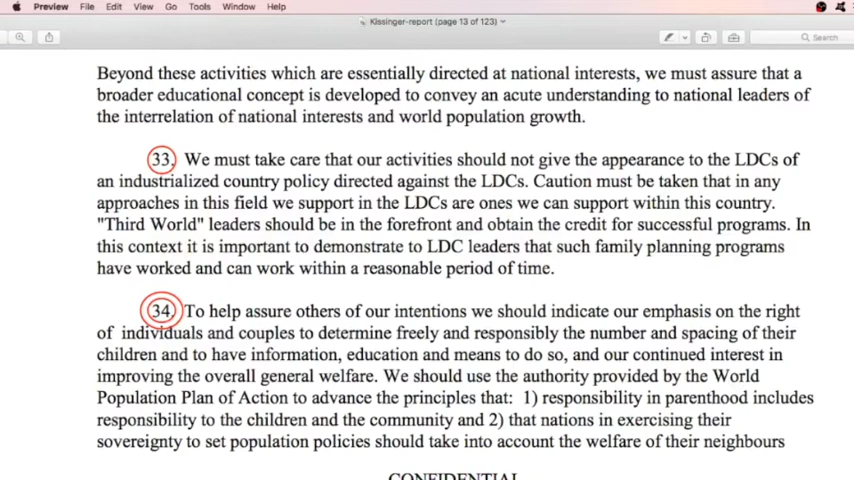 Preview File Edit View Go Tools Window Help
Kissinger-report (page 13 of 123)
Search
Beyond these activities which are essentially directed at national interests, we must assure that a
broader educational concept is developed to convey an acute understanding to national leaders of
the interrelation of national interests and world population growth.
33. We must take care that our activities should not give the appearance to the LDCs of
an industrialized country policy directed against the LDCs. Caution must be taken that in any
approaches in this field we support in the LDCs are ones we can support within this country.
"Third World" leaders should be in the forefront and obtain the credit for successful programs. In
this context it is important to demonstrate to LDC leaders that such family planning programs
have worked and can work within a reasonable period of time.
34. To help assure others of our intentions we should indicate our emphasis on the right
of individuals and couples to determine freely and responsibly the number and spacing of their
children and to have information, education and means to do so, and our continued interest in
improving the overall general welfare. We should use the authority provided by the World
Population Plan of Action to advance the principles that: 1) responsibility in parenthood includes
responsibility to the children and the community and 2) that nations in exercising their
sovereignty to set population policies should take into account the welfare of their neighbours
CONFIDENTIAL